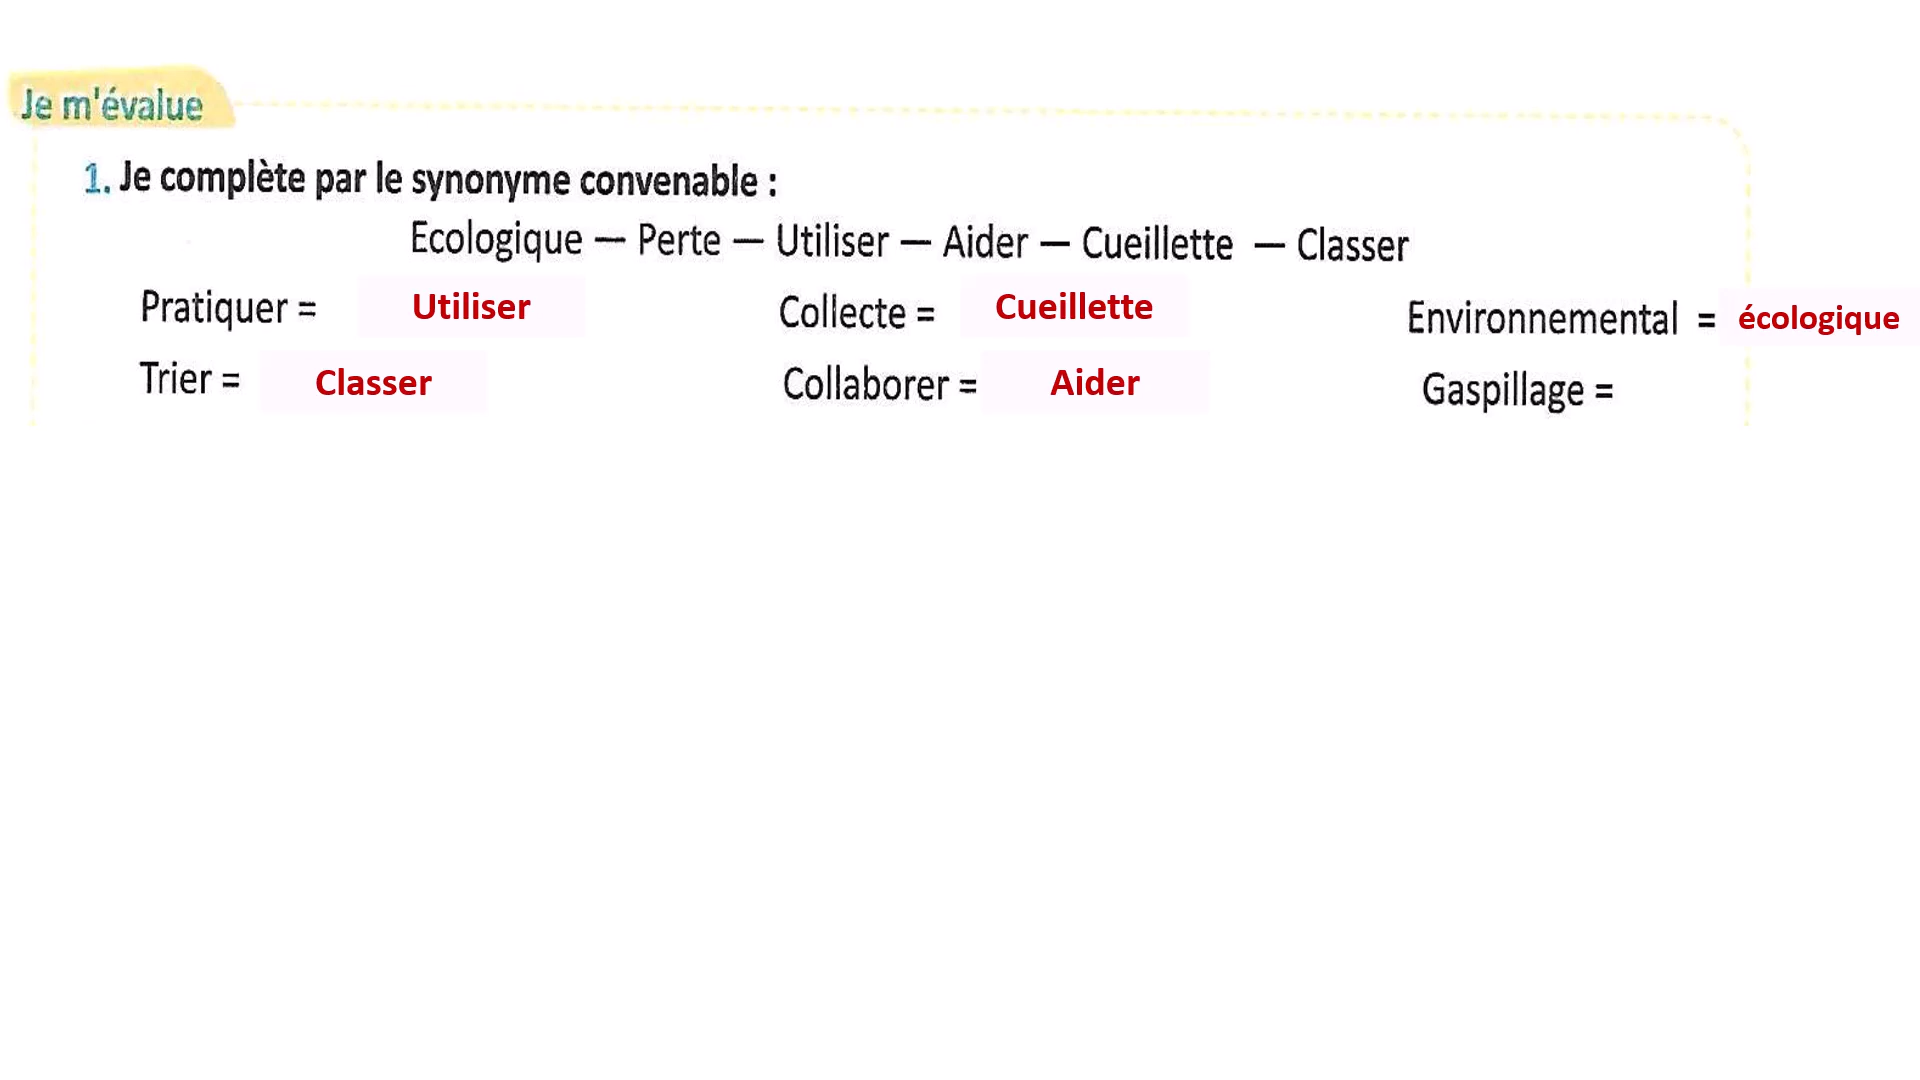 Je m'évalue
1. Je complète par le synonyme convenable :
Ecologique — Perte — Utiliser — Aider — Cueillette — Classer
Pratiquer = Utiliser Collecte = Cueillette Environnemental = écologique
Trier = Classer Collaborer = Aider Gaspillage =